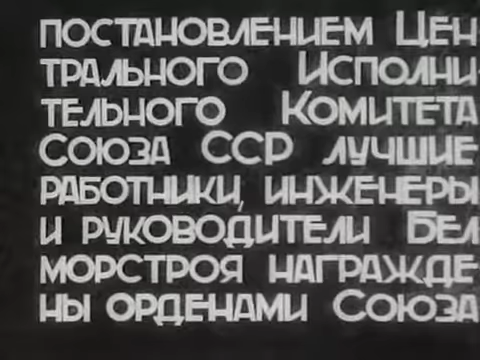 ПОСТАНОВЛЕНИЕМ ЦЕН-
ТРАЛЬНОГО ИСПОЛНИ-
ТЕЛЬНОГО КОМИТЕТА
СОЮЗА ССР ЛУЧШИЕ
РАБОТНИКИ, ИНЖЕНЕРЫ
И РУКОВОДИТЕЛИ БЕЛ
МОРСТРОЯ НАГРАЖДЕ
НЫ ОРДЕНАМИ СОЮЗА